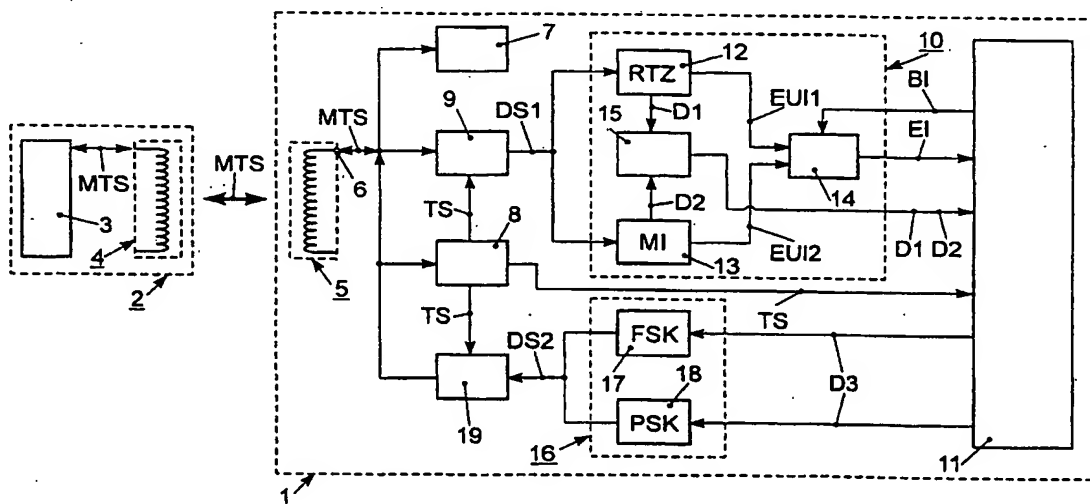 7
12
10
RTZ
BI
9
DS1
15
D1
EUI1
EI
MTS
MTS
MTS
6
14
TS
8
D2
3
MI
D1
D2
4
13
EUI2
2
5
TS
TS
DS2
FSK
17
18
D3
PSK
19
16
11
1